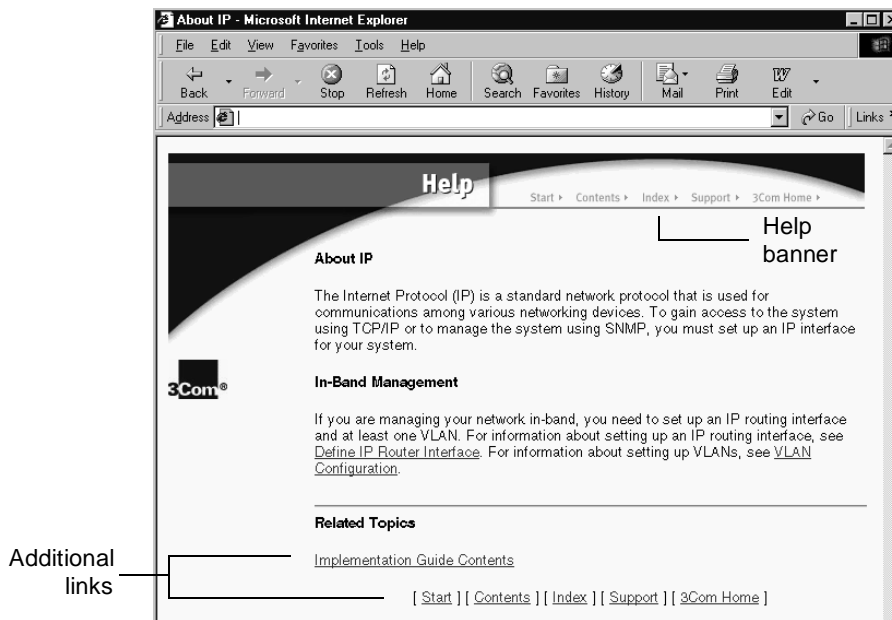 About IP - Microsoft Internet Explorer
File Edit View Favorites Tools Help
Back Forward Stop Refresh Home Search Favorites History Mail Print Edit
Address Go Links
Help
Start Contents Index Support 3Com Home
Help
banner
About IP
The Internet Protocol (IP) is a standard network protocol that is used for
communications among various networking devices. To gain access to the system
using TCP/IP or to manage the system using SNMP, you must set up an IP interface
for your system.
3Com®
In-Band Management
If you are managing your network in-band, you need to set up an IP routing interface
and at least one VLAN. For information about setting up an IP routing interface, see
Define IP Router Interface. For information about setting up VLANs, see VLAN
Configuration.
Related Topics
Additional
links
Implementation Guide Contents
[ Start ] [ Contents ] [ Index ] [ Support ] [ 3Com Home ]